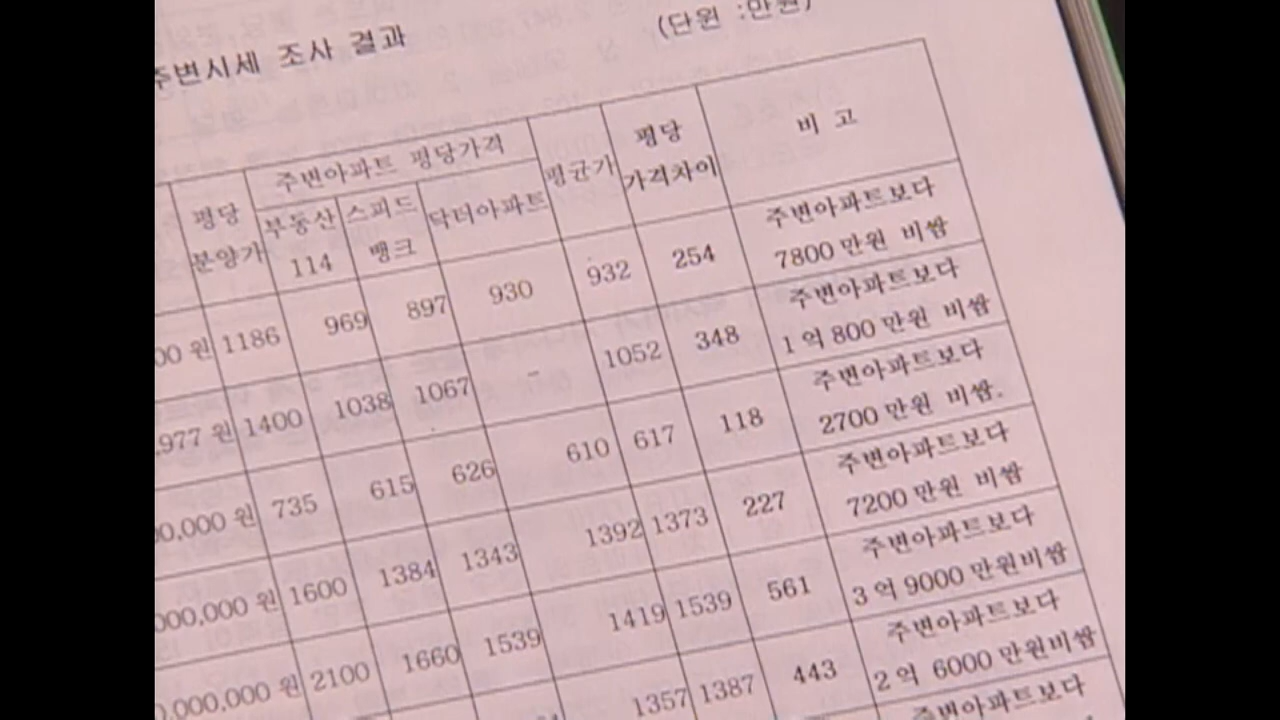 주변시세 조사 결과 (단위 :만원)
평당 분양가 주변아파트 평당가격 평균가 평당 가격차이 비 고
부동산 114 스피드 뱅크 닥터아파트
00 원 1186 969 897 930 932 254 주변아파트보다 7800 만원 비쌈
,977 원 1400 1038 1067 - 1052 348 주변아파트보다 1 억 800 만원 비쌈
00,000 원 735 615 626 610 617 118 주변아파트보다 2700 만원 비쌈.
000,000 원 1600 1384 1343 1392 1373 227 주변아파트보다 7200 만원 비쌈
0,000,000 원 2100 1660 1539 1419 1539 561 주변아파트보다 3 억 9000 만원비쌈
1357 1387 443 주변아파트보다 2 억 6000 만원비쌈
주변아파트보다